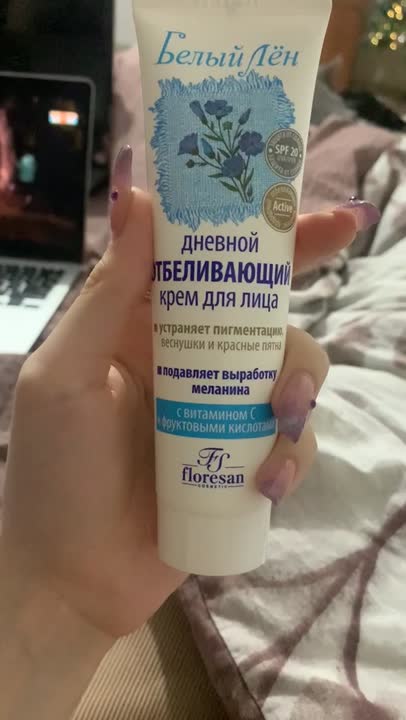 Белый Лён
SPF 20
Active
дневной
ОТБЕЛИВАЮЩИЙ
крем для лица
устраняет пигментацию,
веснушки и красные пятна
подавляет выработку
меланина
с витамином С
и фруктовыми кислотами
FS
floresan
COSMETIC